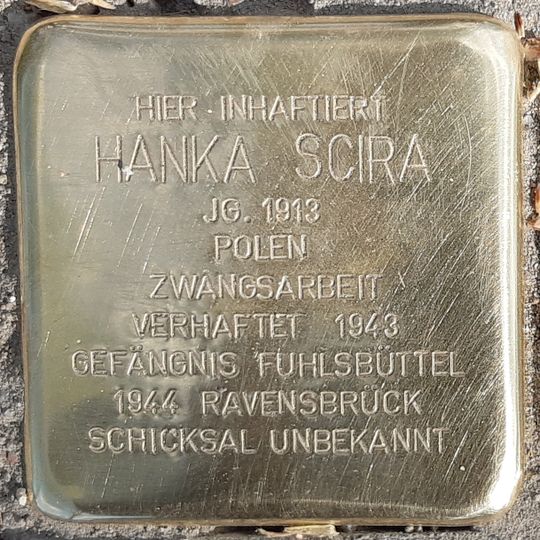 HIER INHAFTIERT
HANKA SCIRA
JG. 1913
POLEN
ZWANGSARBEIT
VERHAFTET 1943
GEFÄNGNIS FUHLSBÜTTEL
1944 RAVENSBRÜCK
SCHICKSAL UNBEKANNT